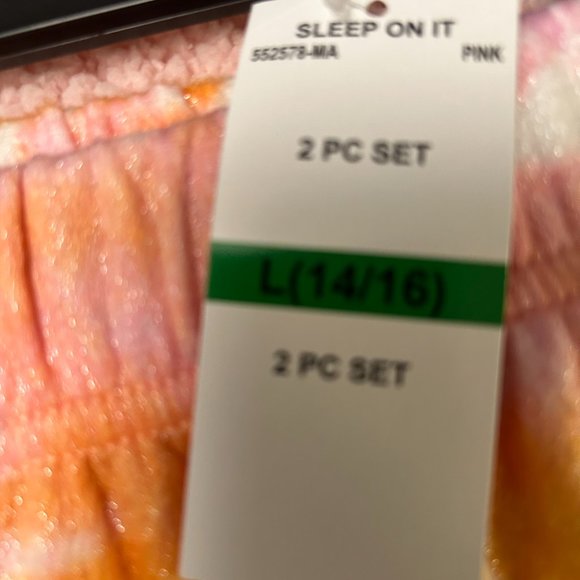 SLEEP ON IT
552578-MA PINK
2 PC SET
L(14/16)
2 PC SET